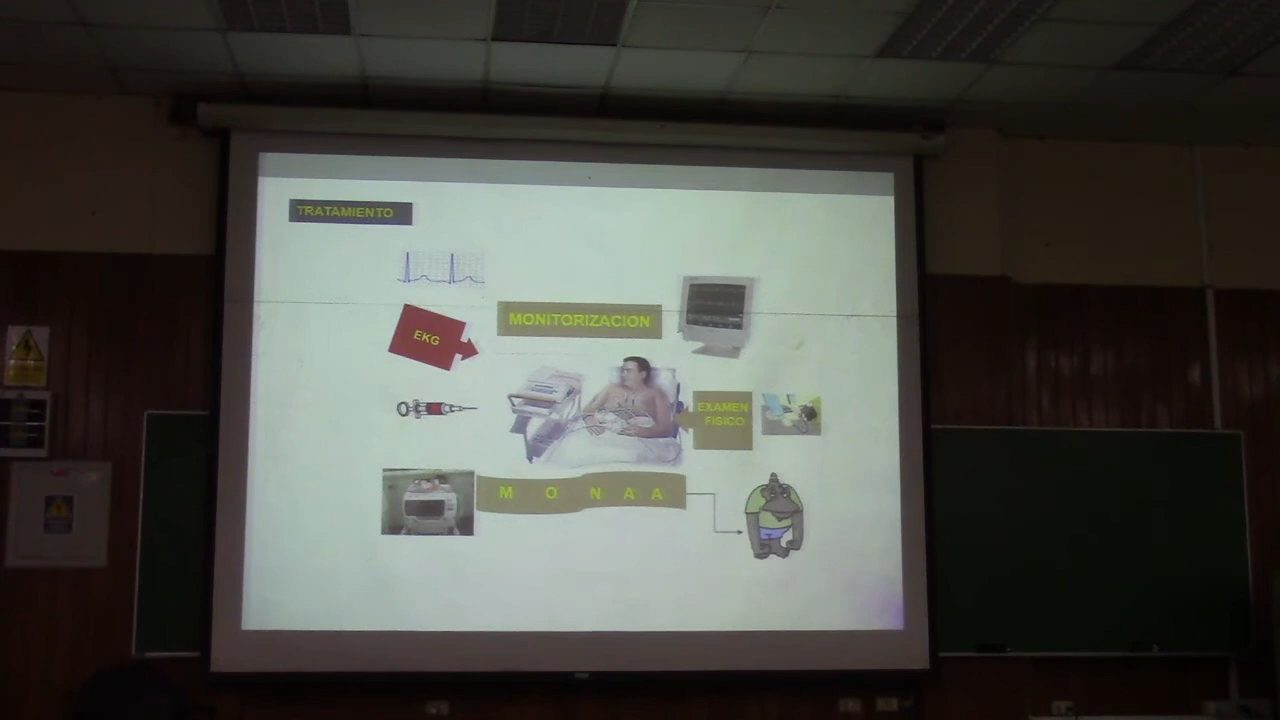 TRATAMIENTO
MONITORIZACION
EKG
EXAMEN
FISICO
M O N A A